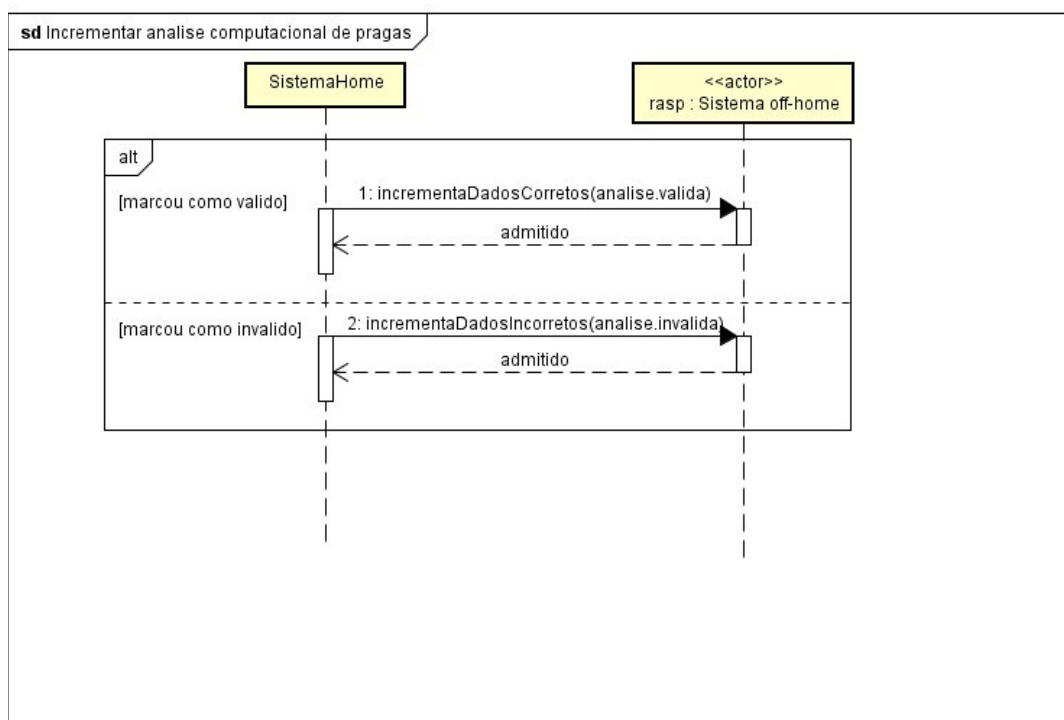 sd Incrementar analise computacional de pragas
SistemaHome
<<actor>>
rasp : Sistema off-home
alt
[marcou como valido]
1: incrementaDadosCorretos(analise.valida)
admitido
[marcou como invalido]
2: incrementaDadosIncorretos(analise.invalida)
admitido